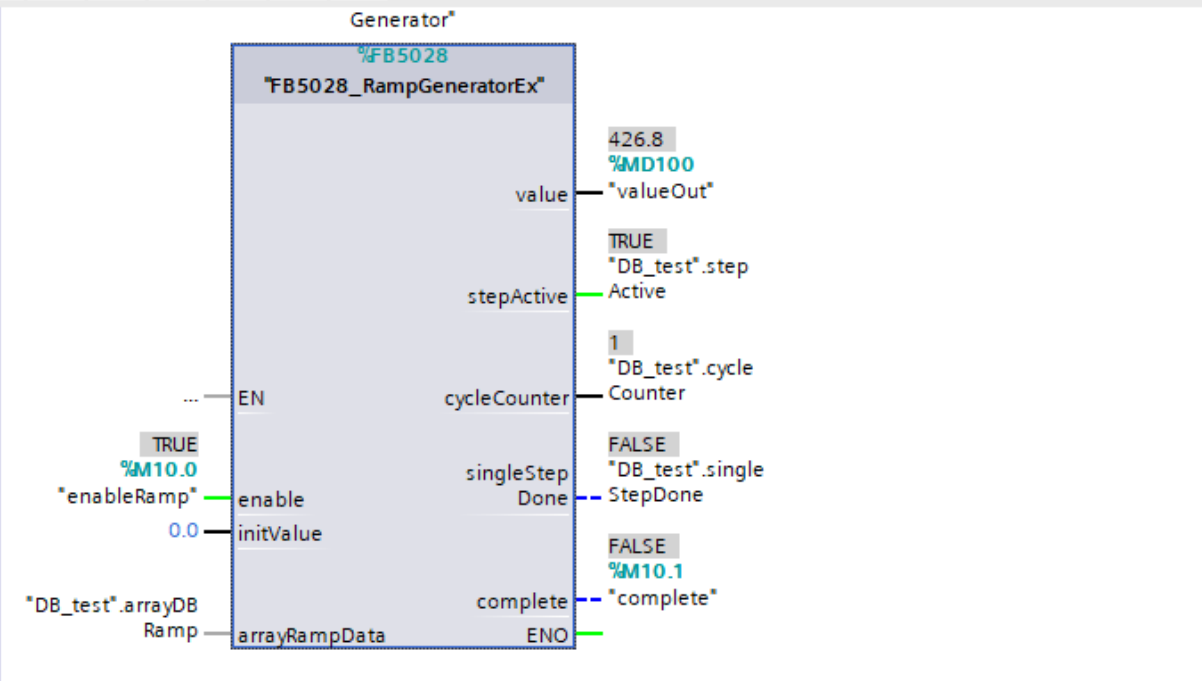 Generator"
%FB5028
"FB5028_RampGeneratorEx"
426.8
%MD100
value
"valueOut"
TRUE
"DB_test".step
stepActive
Active
1
"DB_test".cycle
...
EN
cycleCounter
Counter
TRUE
%M10.0
"enableRamp"
enable
FALSE
singleStep
"DB_test".single
Done
StepDone
0.0
initValue
FALSE
%M10.1
complete
"complete"
"DB_test".arrayDB
Ramp
arrayRampData
ENO